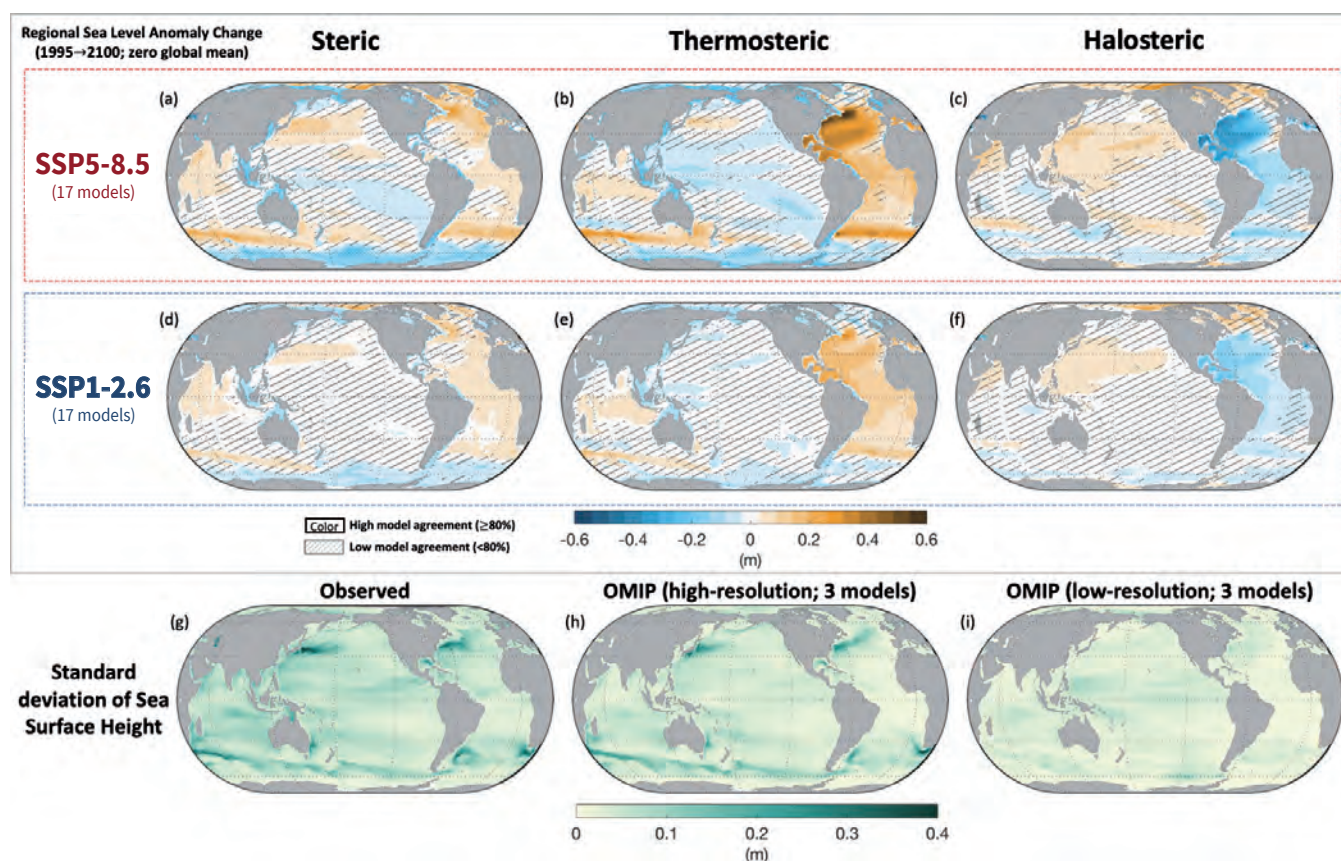 Regional Sea Level Anomaly Change
(1995→2100; zero global mean)
Steric
Thermosteric
Halosteric
SSP5-8.5
(17 models)
(a)
(b)
(c)
SSP1-2.6
(17 models)
(d)
(e)
(f)
Color High model agreement (≥80%)
Low model agreement (<80%)
-0.6 -0.4 -0.2 0 0.2 0.4 0.6
(m)
Observed
OMIP (high-resolution; 3 models)
OMIP (low-resolution; 3 models)
(g)
(h)
(i)
Standard
deviation of Sea
Surface Height
0 0.1 0.2 0.3 0.4
(m)